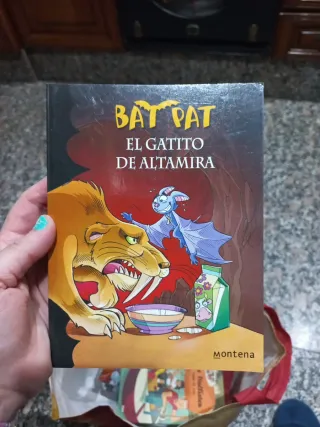 BAT PAT
EL GATITO
DE ALTAMIRA
Montena